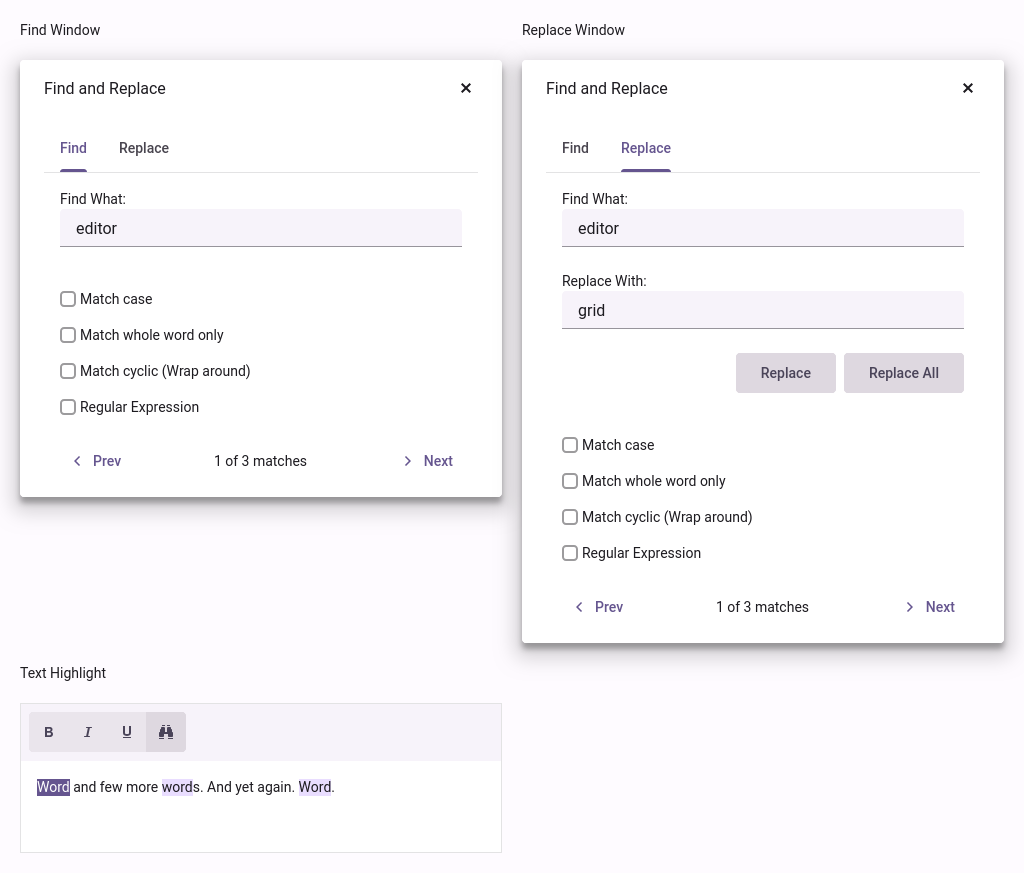 Find Window
Find and Replace
Find Replace
Find What:
editor
Match case
Match whole word only
Match cyclic (Wrap around)
Regular Expression
Prev 1 of 3 matches Next
Replace Window
Find and Replace
Find Replace
Find What:
editor
Replace With:
grid
Replace Replace All
Match case
Match whole word only
Match cyclic (Wrap around)
Regular Expression
Prev 1 of 3 matches Next
Text Highlight
B I U
Word and few more words. And yet again. Word.